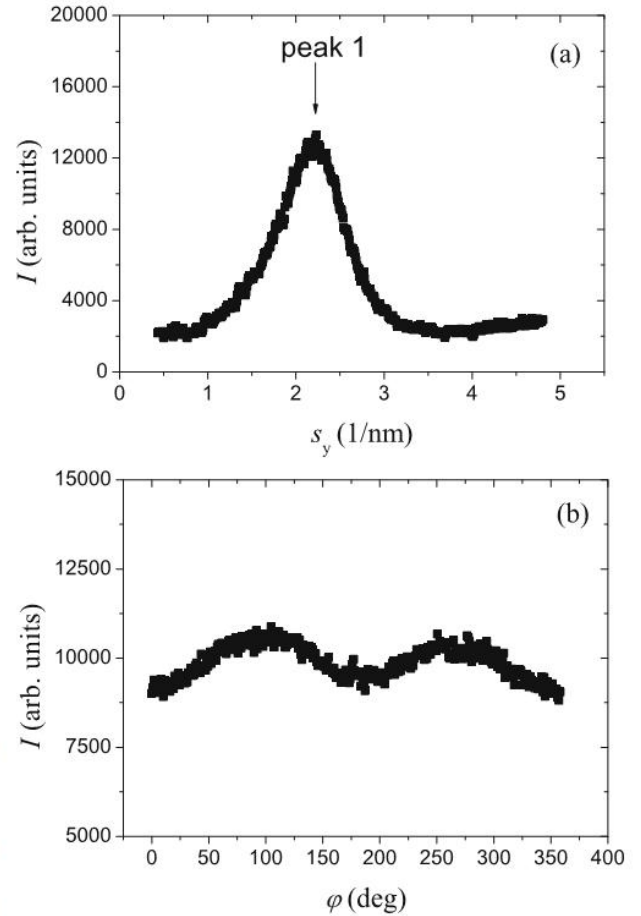 20000
peak 1
(a)
16000
12000
8000
4000
0
I (arb. units)
0 1 2 3 4 5
s_y (1/nm)
15000
(b)
12500
10000
7500
5000
I (arb. units)
0 50 100 150 200 250 300 350 400
φ (deg)